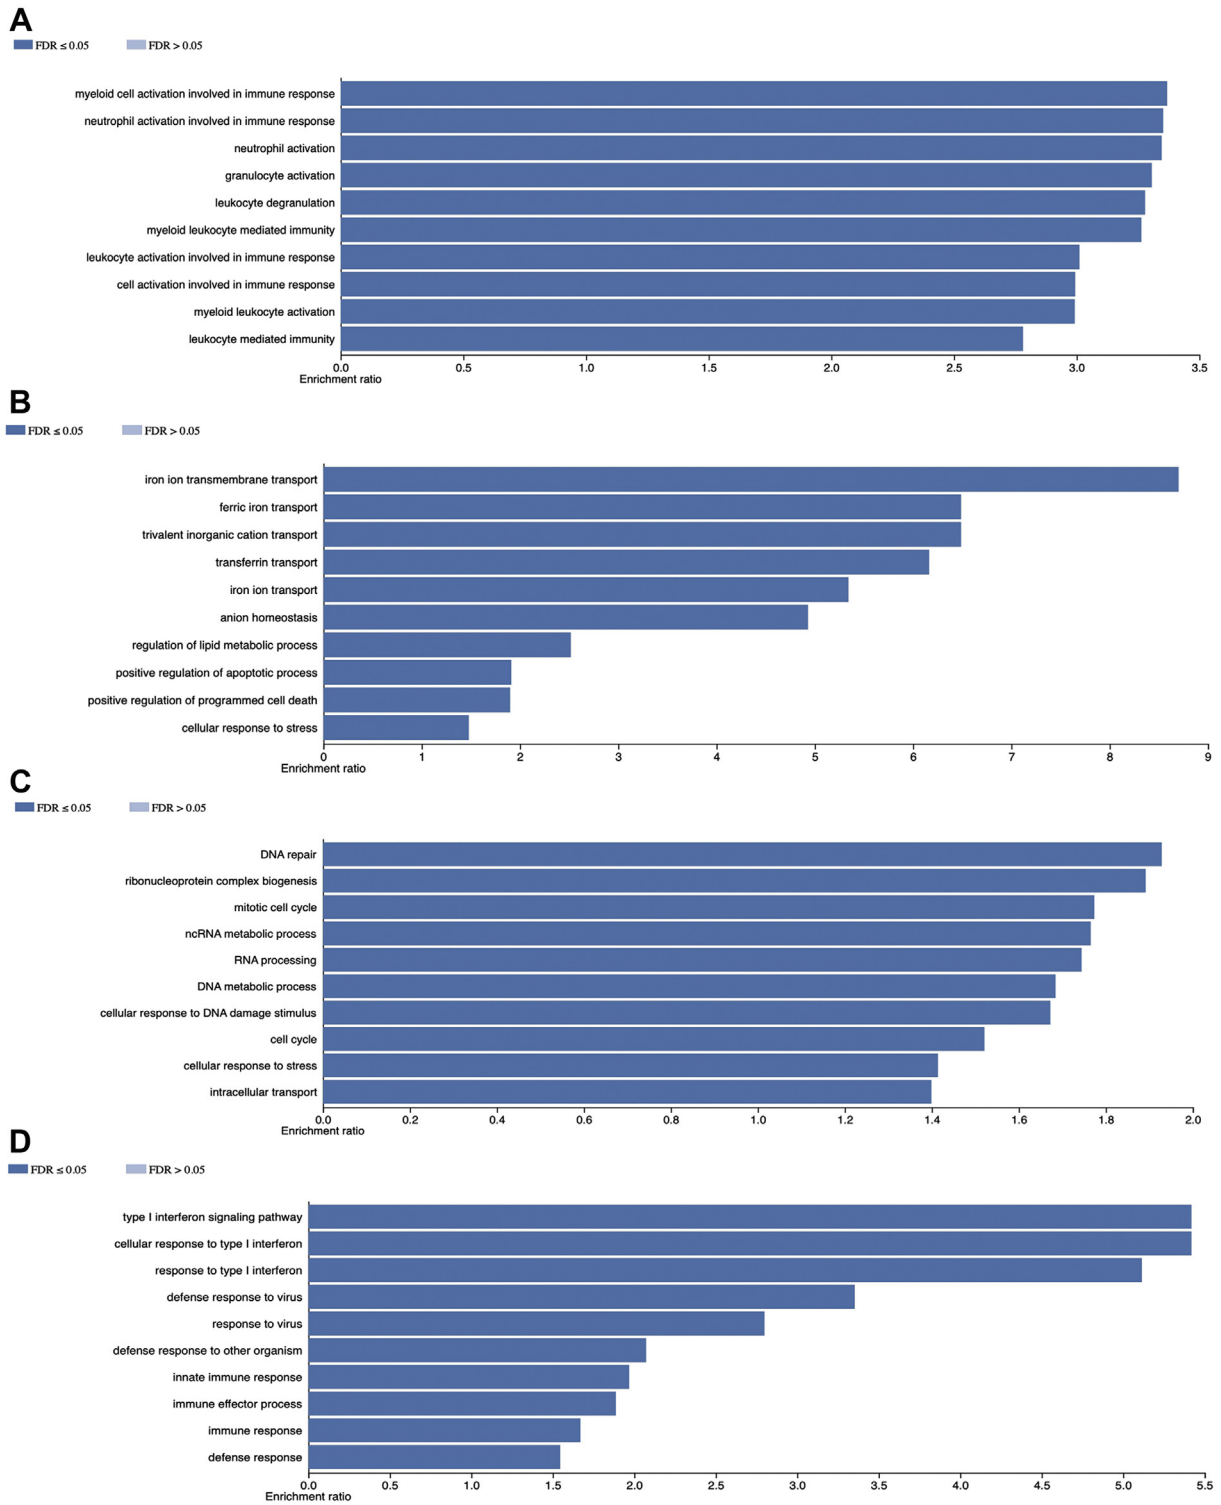 A
FDR ≤ 0.05 FDR > 0.05
myeloid cell activation involved in immune response
neutrophil activation involved in immune response
neutrophil activation
granulocyte activation
leukocyte degranulation
myeloid leukocyte mediated immunity
leukocyte activation involved in immune response
cell activation involved in immune response
myeloid leukocyte activation
leukocyte mediated immunity
0.0 0.5 1.0 1.5 2.0 2.5 3.0 3.5
Enrichment ratio
B
FDR ≤ 0.05 FDR > 0.05
iron ion transmembrane transport
ferric iron transport
trivalent inorganic cation transport
transferrin transport
iron ion transport
anion homeostasis
regulation of lipid metabolic process
positive regulation of apoptotic process
positive regulation of programmed cell death
cellular response to stress
0 1 2 3 4 5 6 7 8 9
Enrichment ratio
C
FDR ≤ 0.05 FDR > 0.05
DNA repair
ribonucleoprotein complex biogenesis
mitotic cell cycle
ncRNA metabolic process
RNA processing
DNA metabolic process
cellular response to DNA damage stimulus
cell cycle
cellular response to stress
intracellular transport
0.0 0.2 0.4 0.6 0.8 1.0 1.2 1.4 1.6 1.8 2.0
Enrichment ratio
D
FDR ≤ 0.05 FDR > 0.05
type I interferon signaling pathway
cellular response to type I interferon
response to type I interferon
defense response to virus
response to virus
defense response to other organism
innate immune response
immune effector process
immune response
defense response
0.0 0.5 1.0 1.5 2.0 2.5 3.0 3.5 4.0 4.5 5.0 5.5
Enrichment ratio